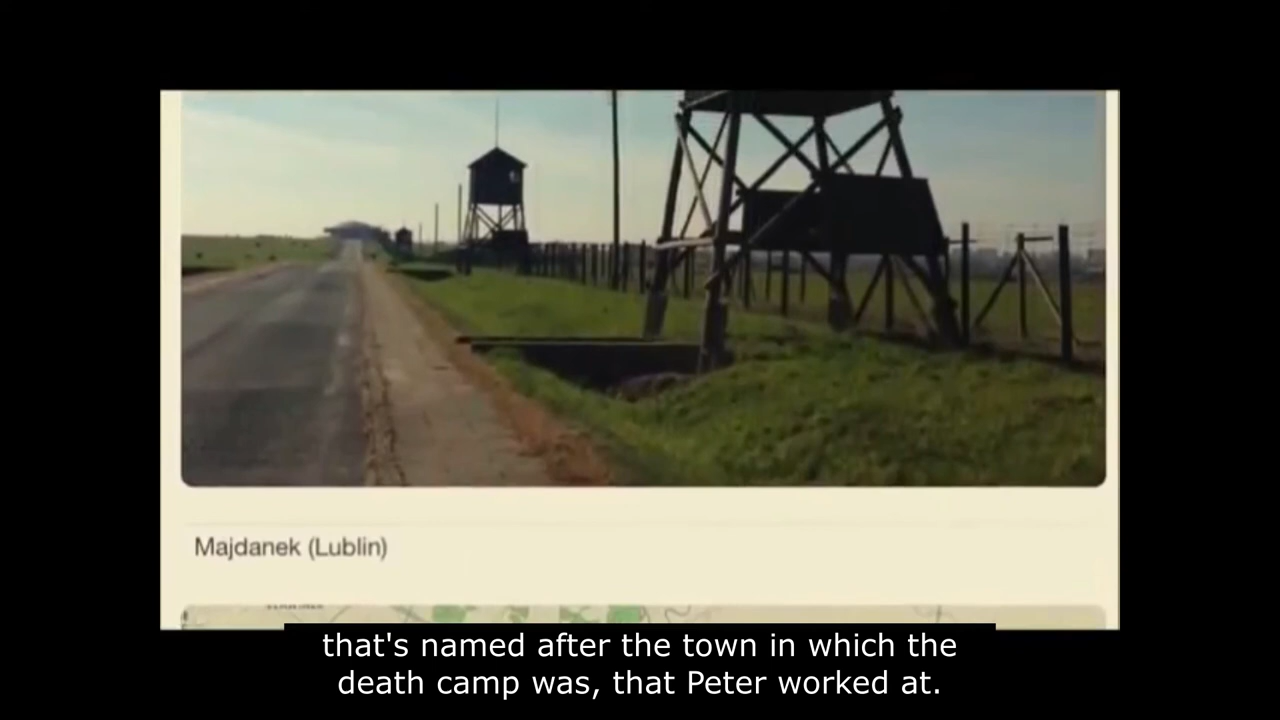 Majdanek (Lublin)
that's named after the town in which the
death camp was, that Peter worked at.